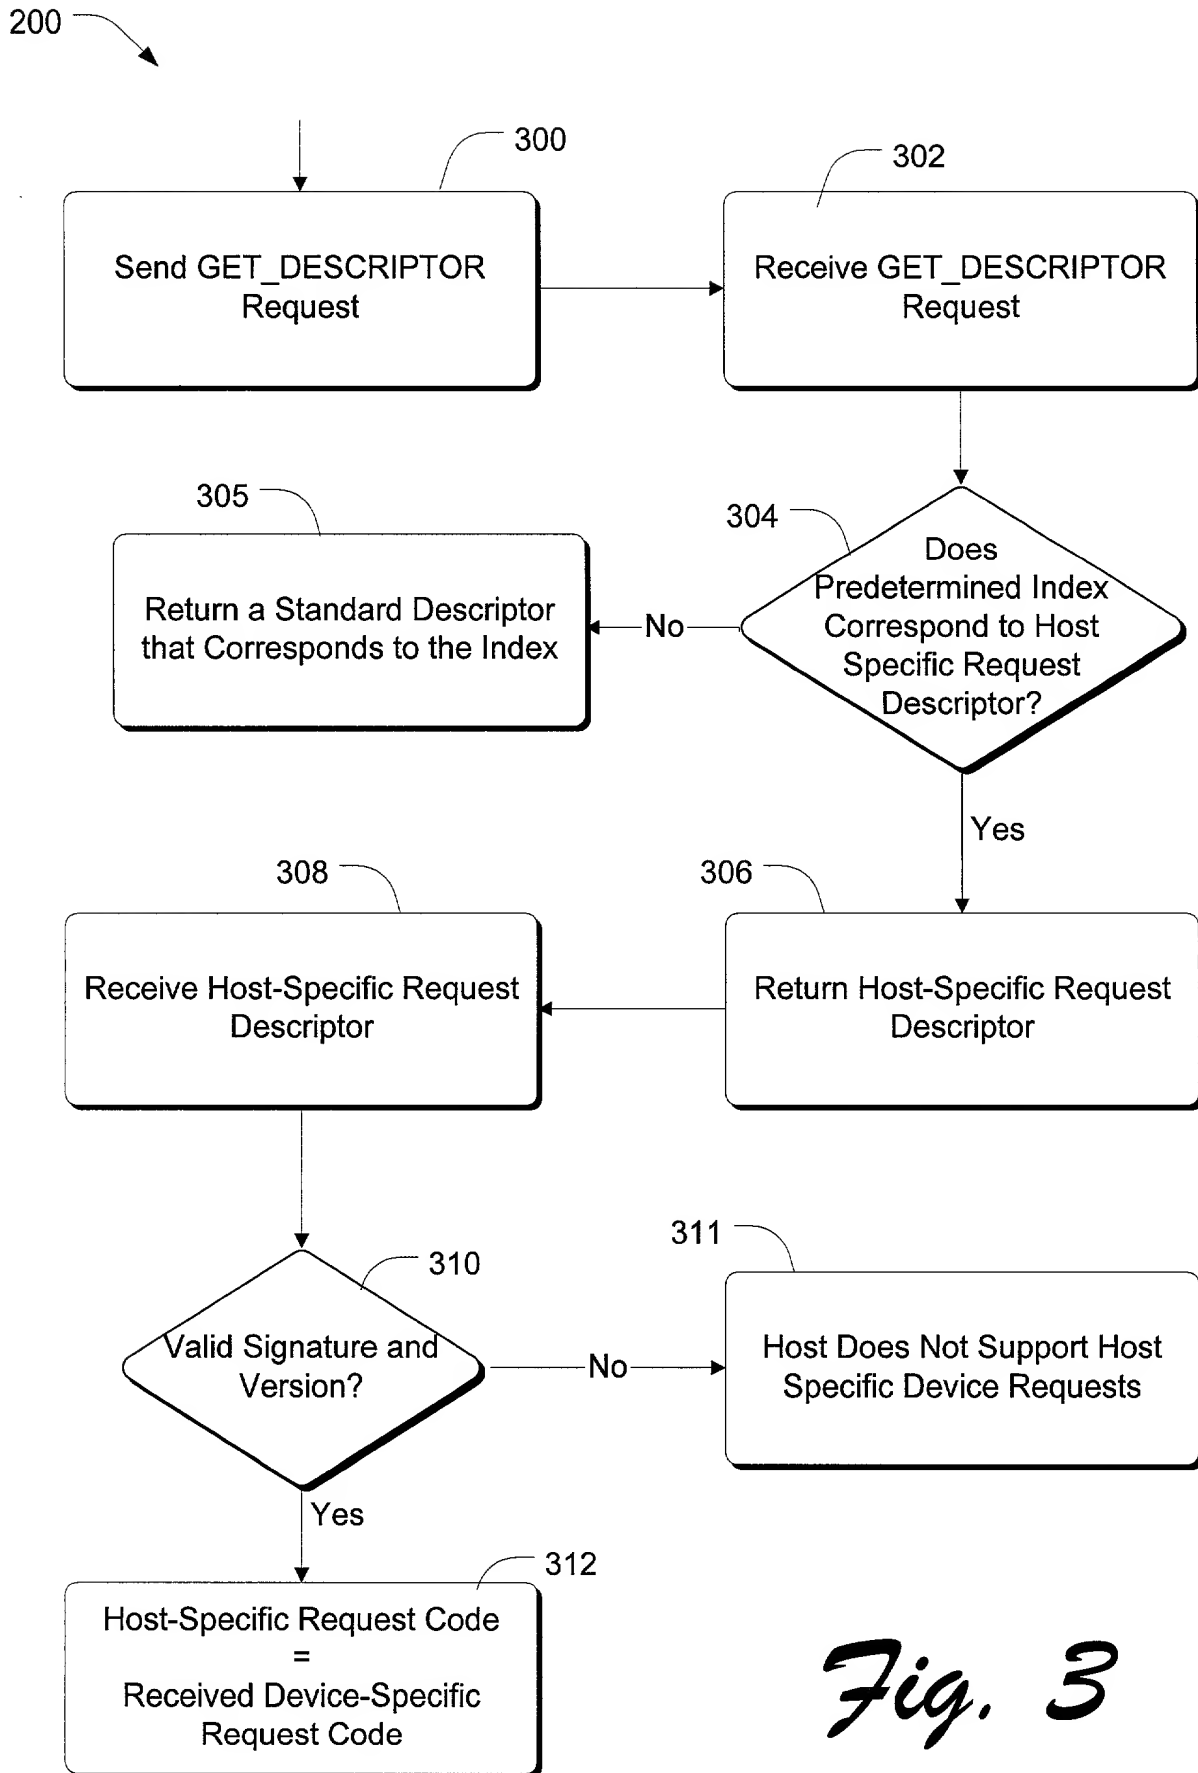 200
300
302
Send GET_DESCRIPTOR
Request
Receive GET_DESCRIPTOR
Request
305
304
Return a Standard Descriptor
that Corresponds to the Index
No
Does
Predetermined Index
Correspond to Host
Specific Request
Descriptor?
Yes
308
306
Receive Host-Specific Request
Descriptor
Return Host-Specific Request
Descriptor
310
311
Valid Signature and
Version?
No
Host Does Not Support Host
Specific Device Requests
Yes
312
Host-Specific Request Code
=
Received Device-Specific
Request Code
Fig. 3